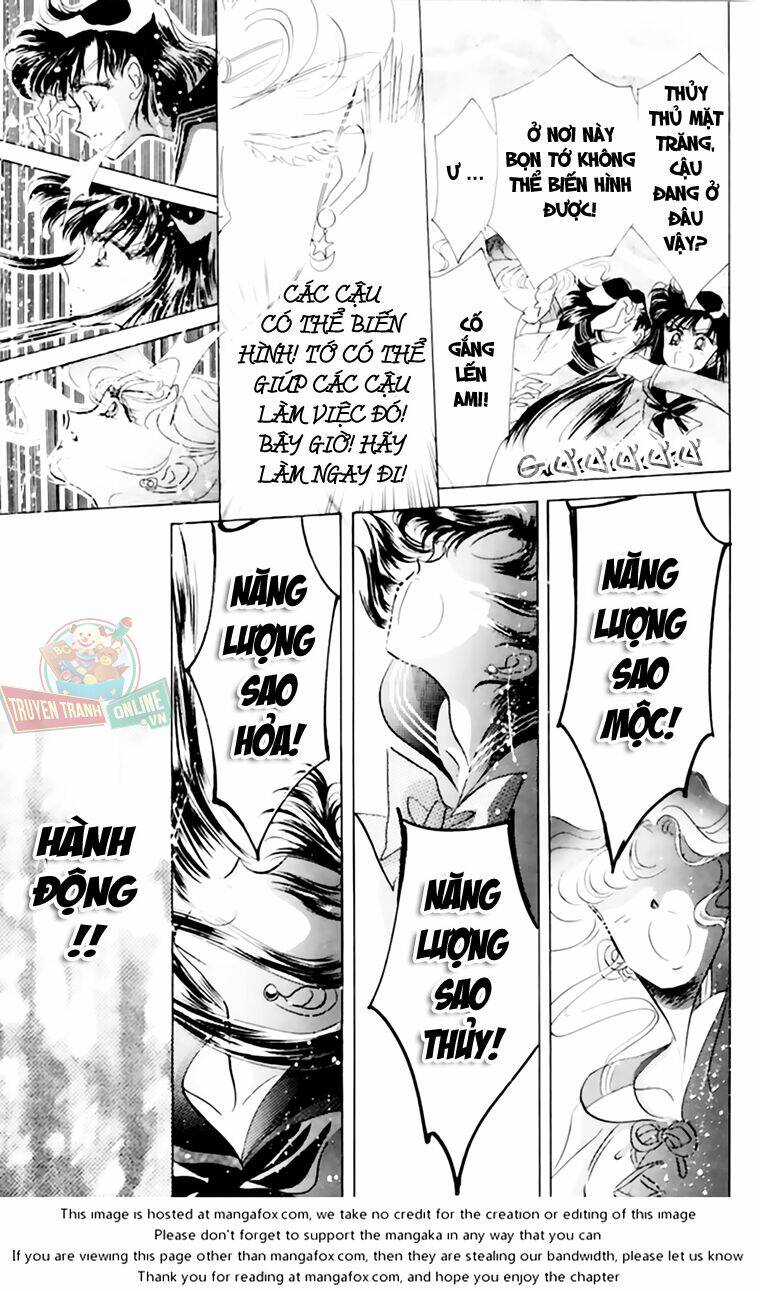 THỦY
THỦ MẶT
TRĂNG,
CẬU
ĐANG Ở
ĐÂU
VẬY?
Ở NƠI NÀY
BỌN TỚ KHÔNG
THỂ BIẾN HÌNH
ĐƯỢC!
Ư ...
CỐ
GẮNG
LẾN
AMI!
CÁC CẬU
CÓ THỂ BIẾN
HÌNH! TỚ CÓ THỂ
GIÚP CÁC CẬU
LÀM VIỆC ĐÓ!
BÂY GIỜ! HÃY
LÀM NGAY ĐI!
NĂNG
LƯỢNG
SAO
MỘC!
NĂNG
LƯỢNG
SAO
THỦY!
NĂNG
LƯỢNG
SAO
HỎA!
HÀNH
ĐỘNG
!!
BG
TRUYEN TRANH
ONLINE
.VN
This image is hosted at mangafox.com, we take no credit for the creation or editing of this image
Please don't forget to support the mangaka in any way that you can
If you are viewing this page other than mangafox.com, then they are stealing our bandwidth, please let us know
Thank you for reading at mangafox.com, and hope you enjoy the chapter